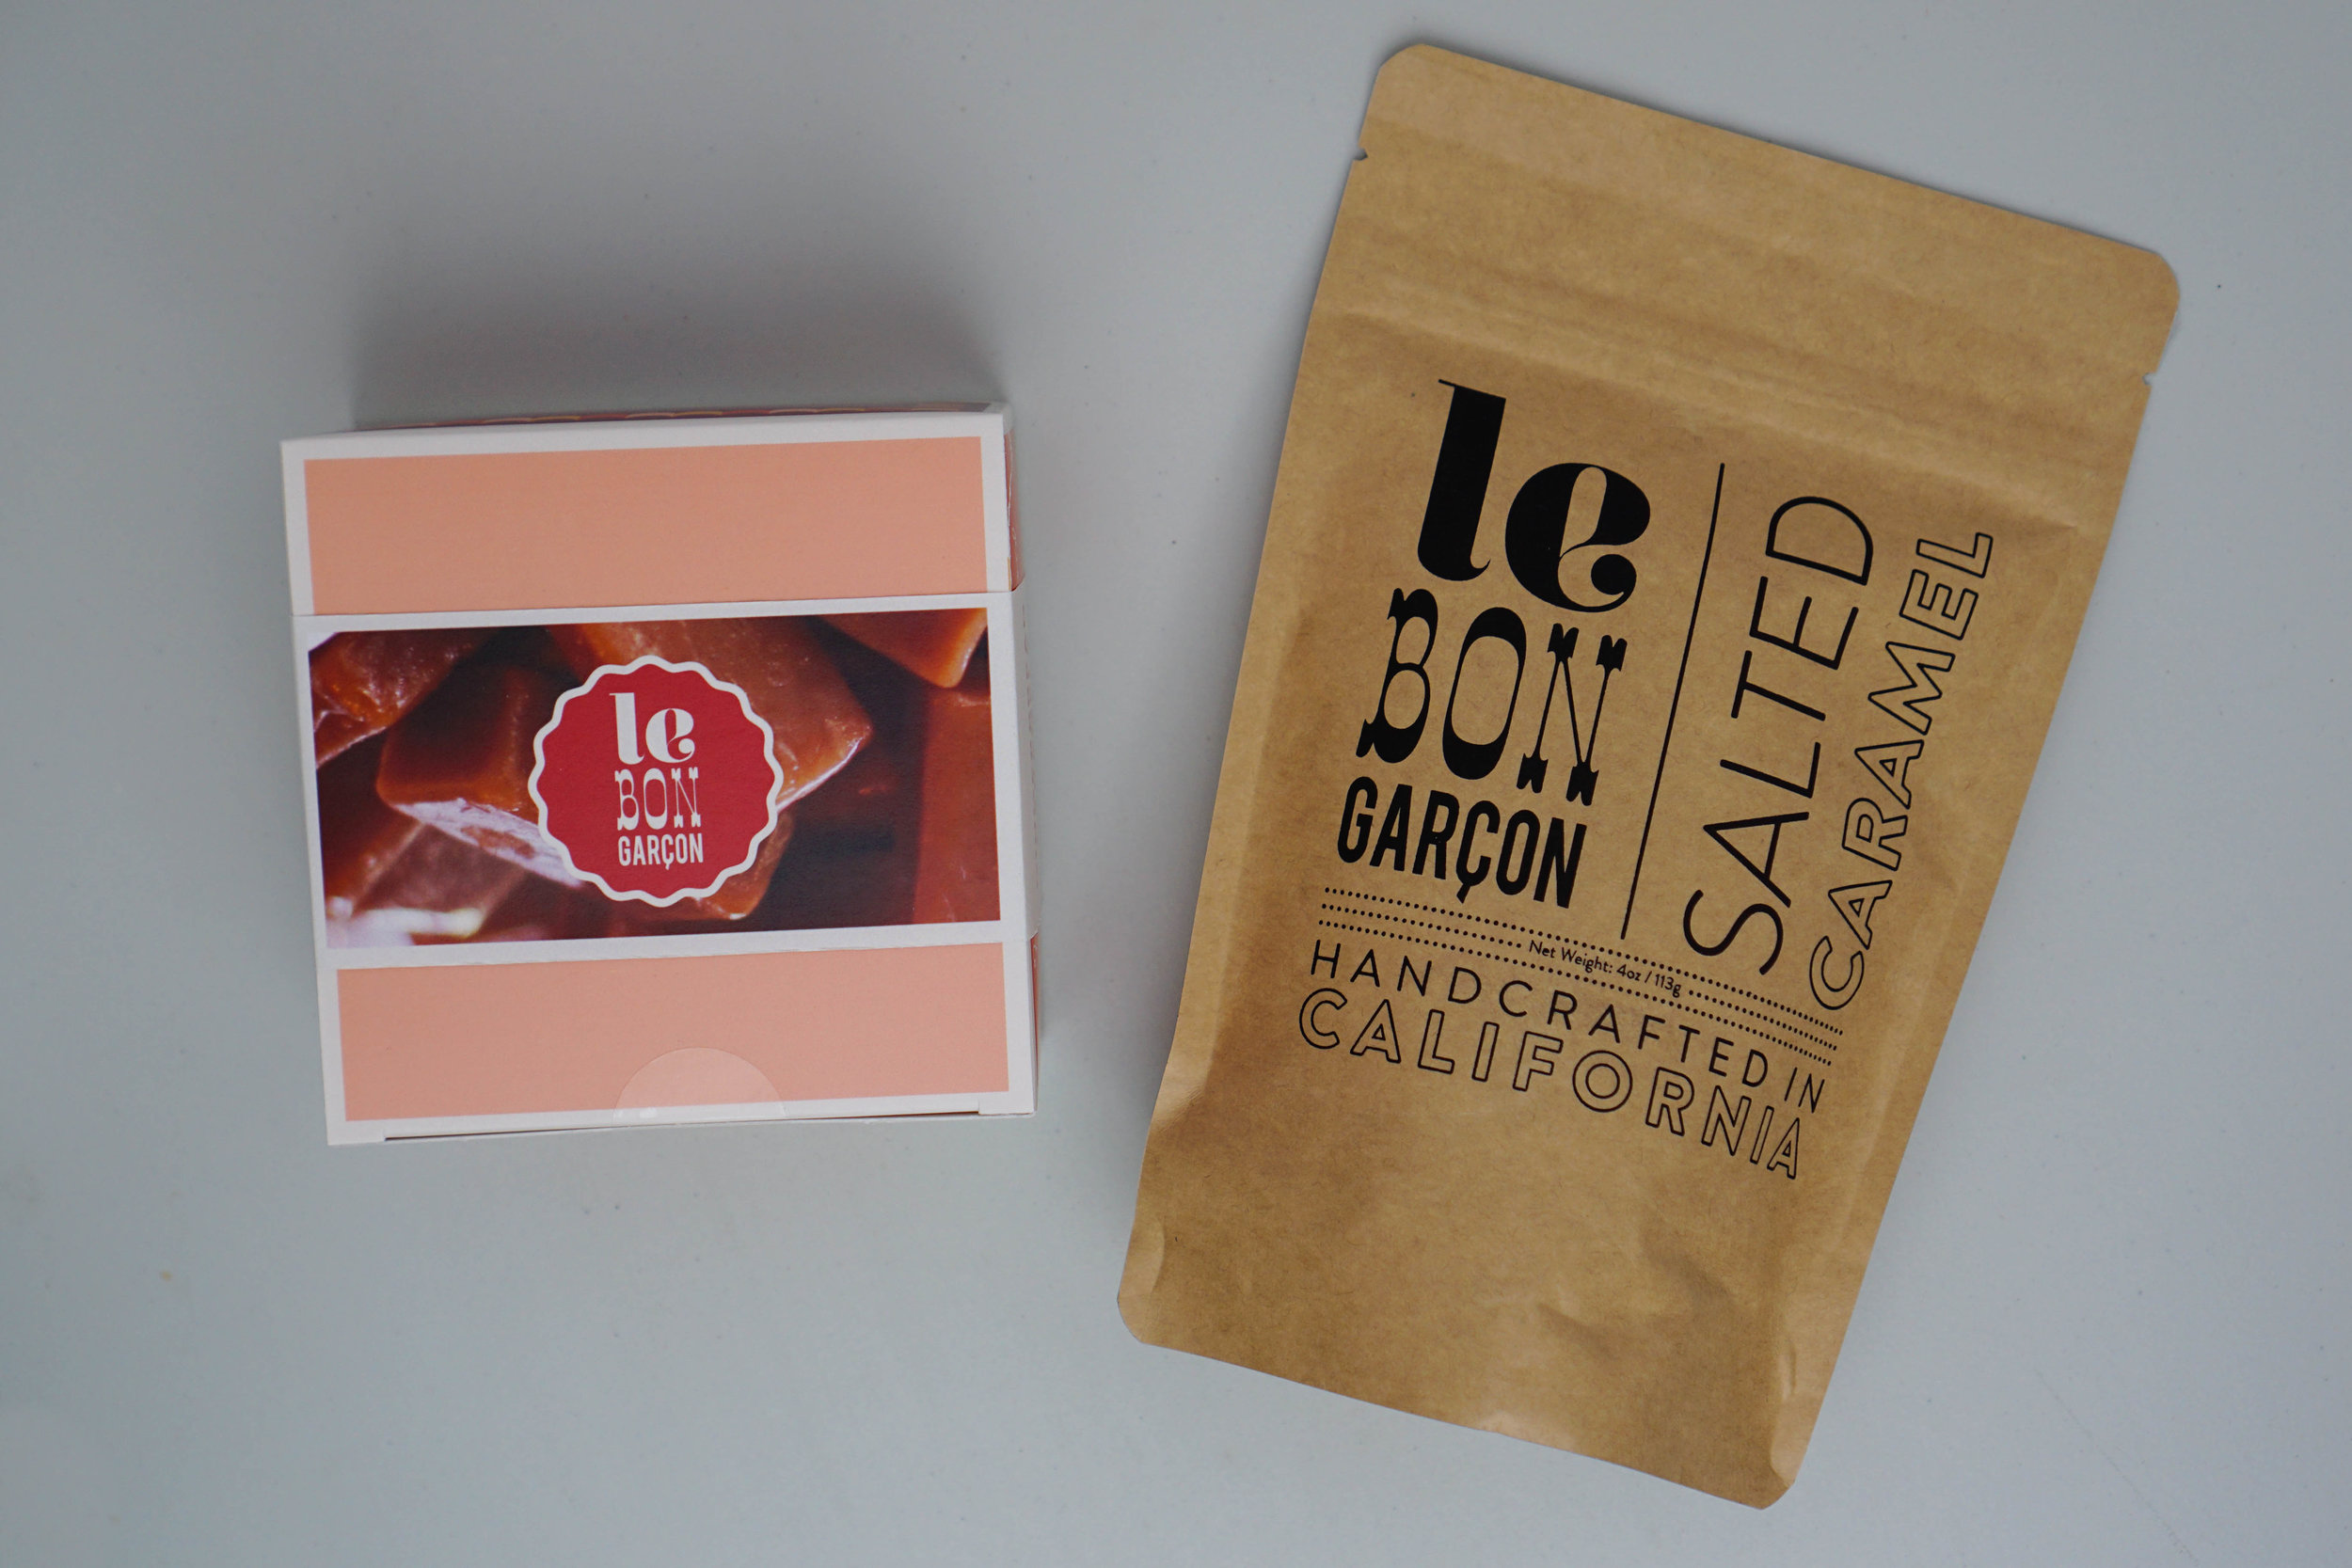 le
BON
GARÇON
le
BON
GARÇON
SALTED
CARAMEL
Net Weight: 4oz / 113g
HANDCRAFTED IN
CALIFORNIA